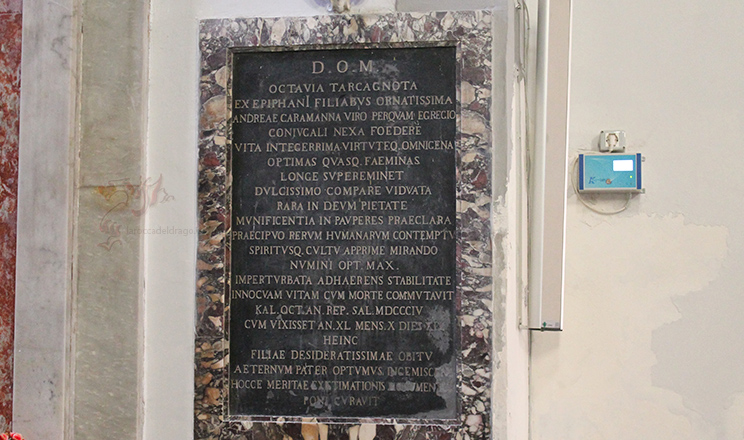 D. O. M.
OCTAVIA TARCAGNOTA
EX EPIPHANI FILIABVS ORNATISSIMA
ANDREAE CARAMANNA VIRO PERQVAM EGREGIO
CONJVGALI NEXA FOEDERE
VITA INTEGERRIMA VIRTVTEQ. OMNIGENA
OPTIMAS QVASQ. FAEMINAS
LONGE SVPEREMINET
DVLCISSIMO COMPARE VIDVATA
RARA IN DEVM PIETATE
MVNIFICENTIA IN PAVPERES PRAECLARA
PRAECIPVO RERVM HVMANARVM CONTEMPTV
SPIRITVSQ. CVLTV APPRIME MIRANDO
NVMINI OPT. MAX.
IMPERTVRBATA ADHAERENS STABILITATE
INNOCVAM VITAM CVM MORTE COMMVTAVIT
KAL. OCT. AN. REP. SAL. MDCCCIV
CVM VIXISSET AN. XL MENS. X DIES
HEINC
FILIAE DESIDERATISSIMAE OBITV
AETERNVM PATER OPTVMVS INGEMISCENS
HOCCE MERITAE EXISTIMATIONIS
PONI CVRAVIT
laroccadeldrago